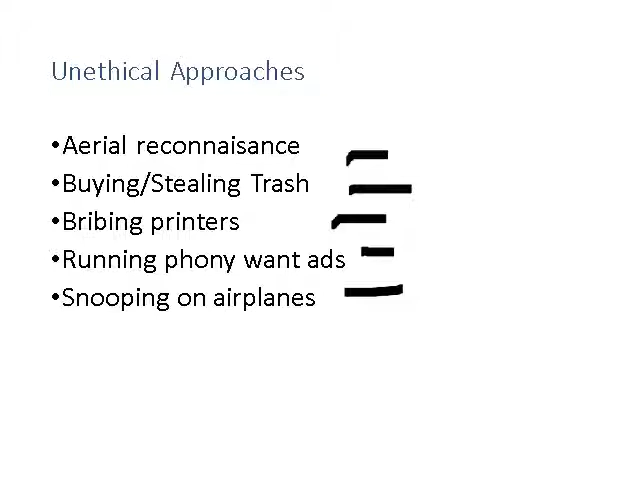 Unethical Approaches
•Aerial reconnaisance
•Buying/Stealing Trash
•Bribing printers
•Running phony want ads
•Snooping on airplanes